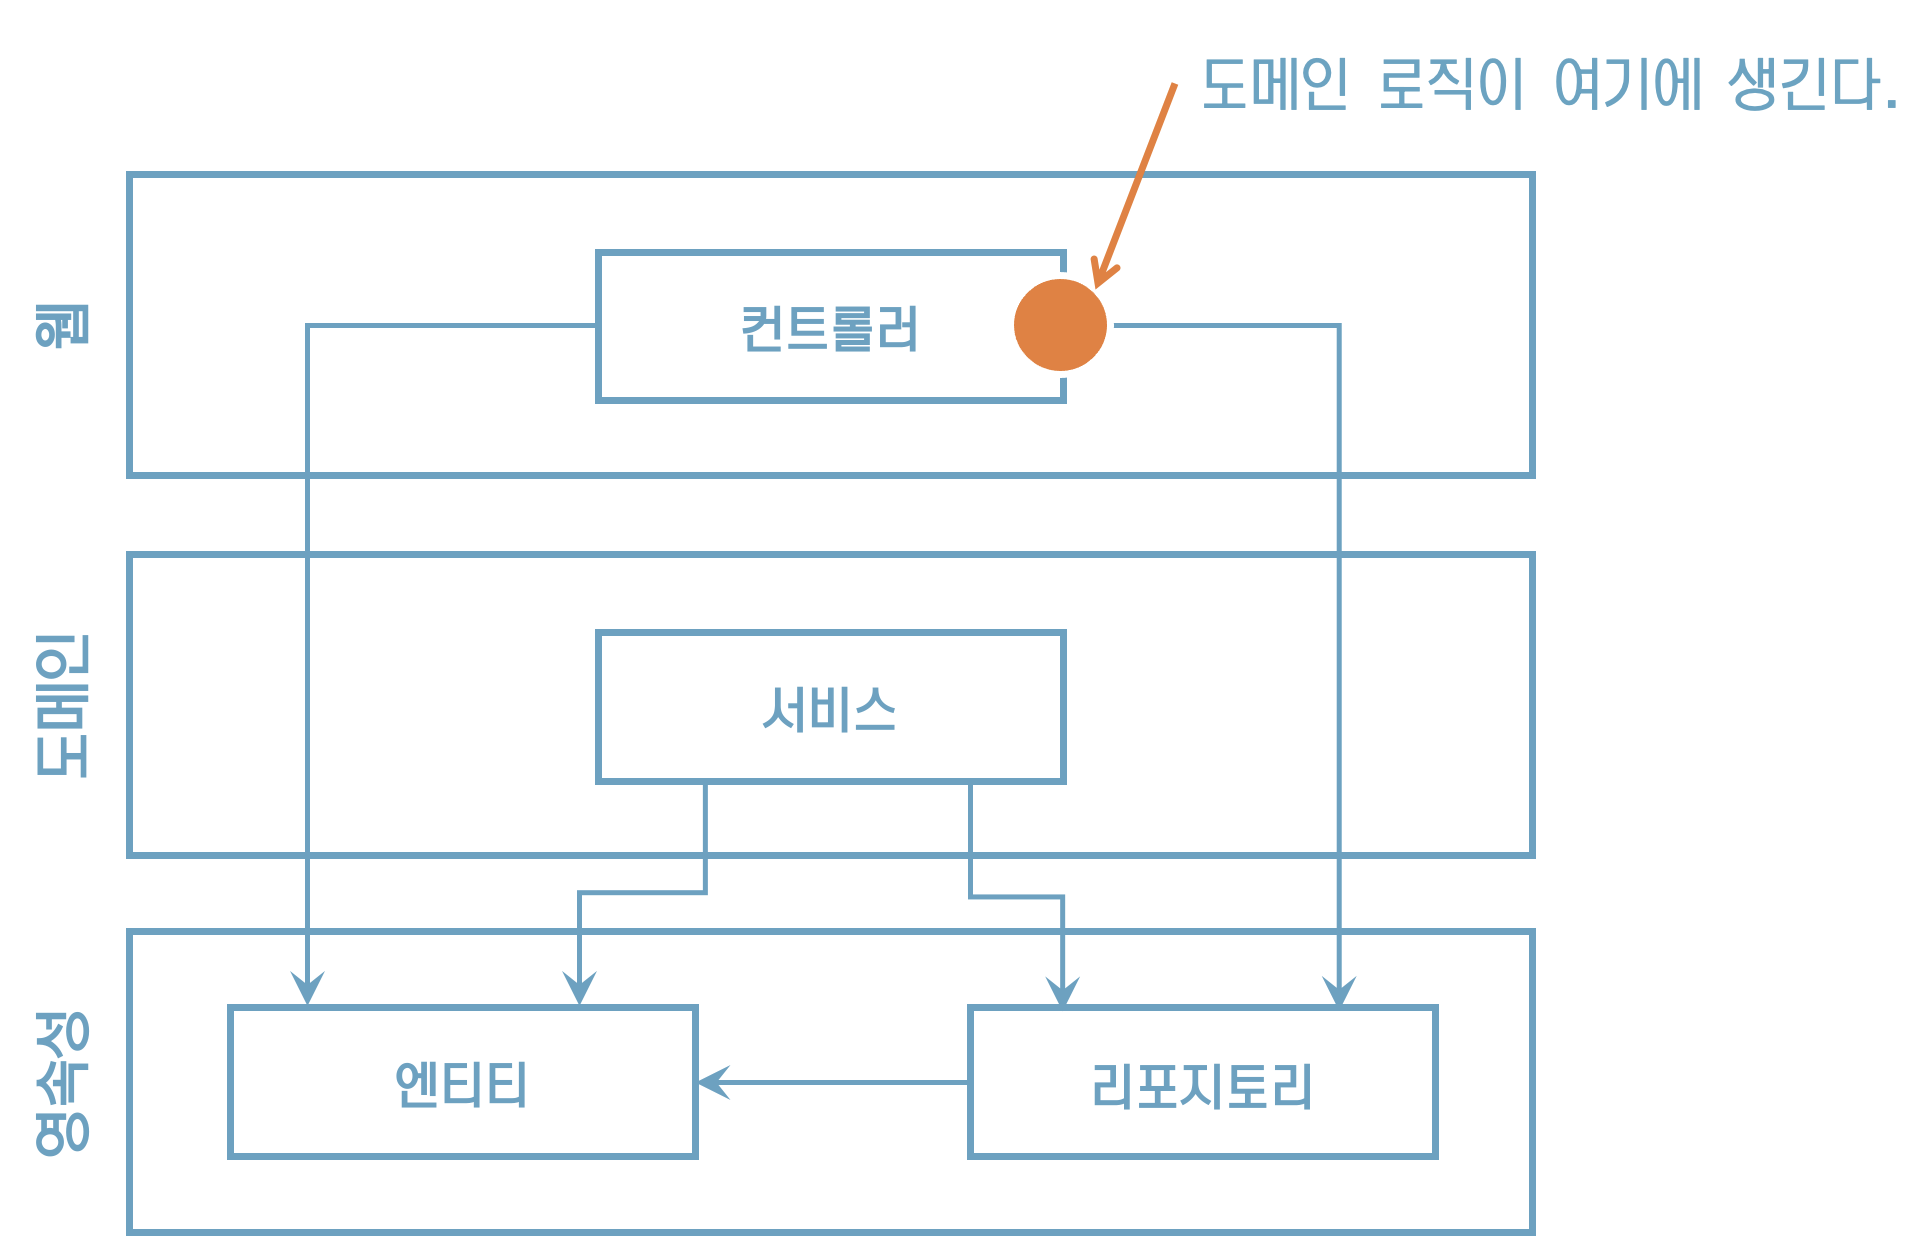 도메인 로직이 여기에 생긴다.
웹
컨트롤러
도메인
서비스
영속성
엔티티
리포지토리